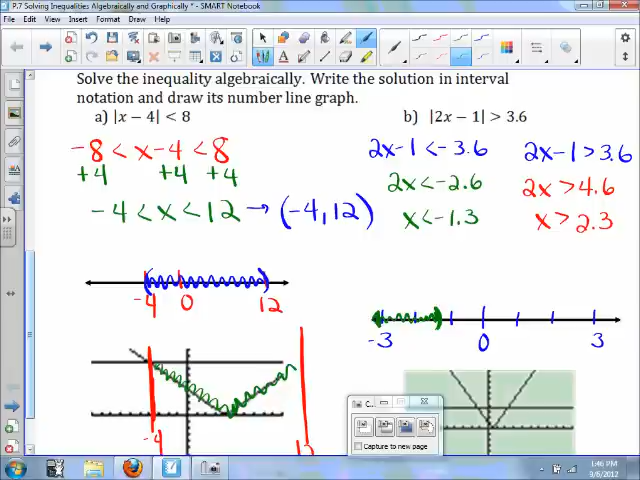 P.7 Solving Inequalities Algebraically and Graphically * - SMART Notebook
File Edit View Insert Format Draw Help
Solve the inequality algebraically. Write the solution in interval
notation and draw its number line graph.
a) |x − 4| < 8
b) |2x − 1| > 3.6
-8 < x-4 < 8
+4 +4 +4
-4 < x < 12 → (-4, 12)
2x-1 < -3.6
2x < -2.6
x < -1.3
2x-1 > 3.6
2x > 4.6
x > 2.3
-4 0 12
-3 0 3
-4
C...
Capture to new page
1:46 PM
9/6/2012